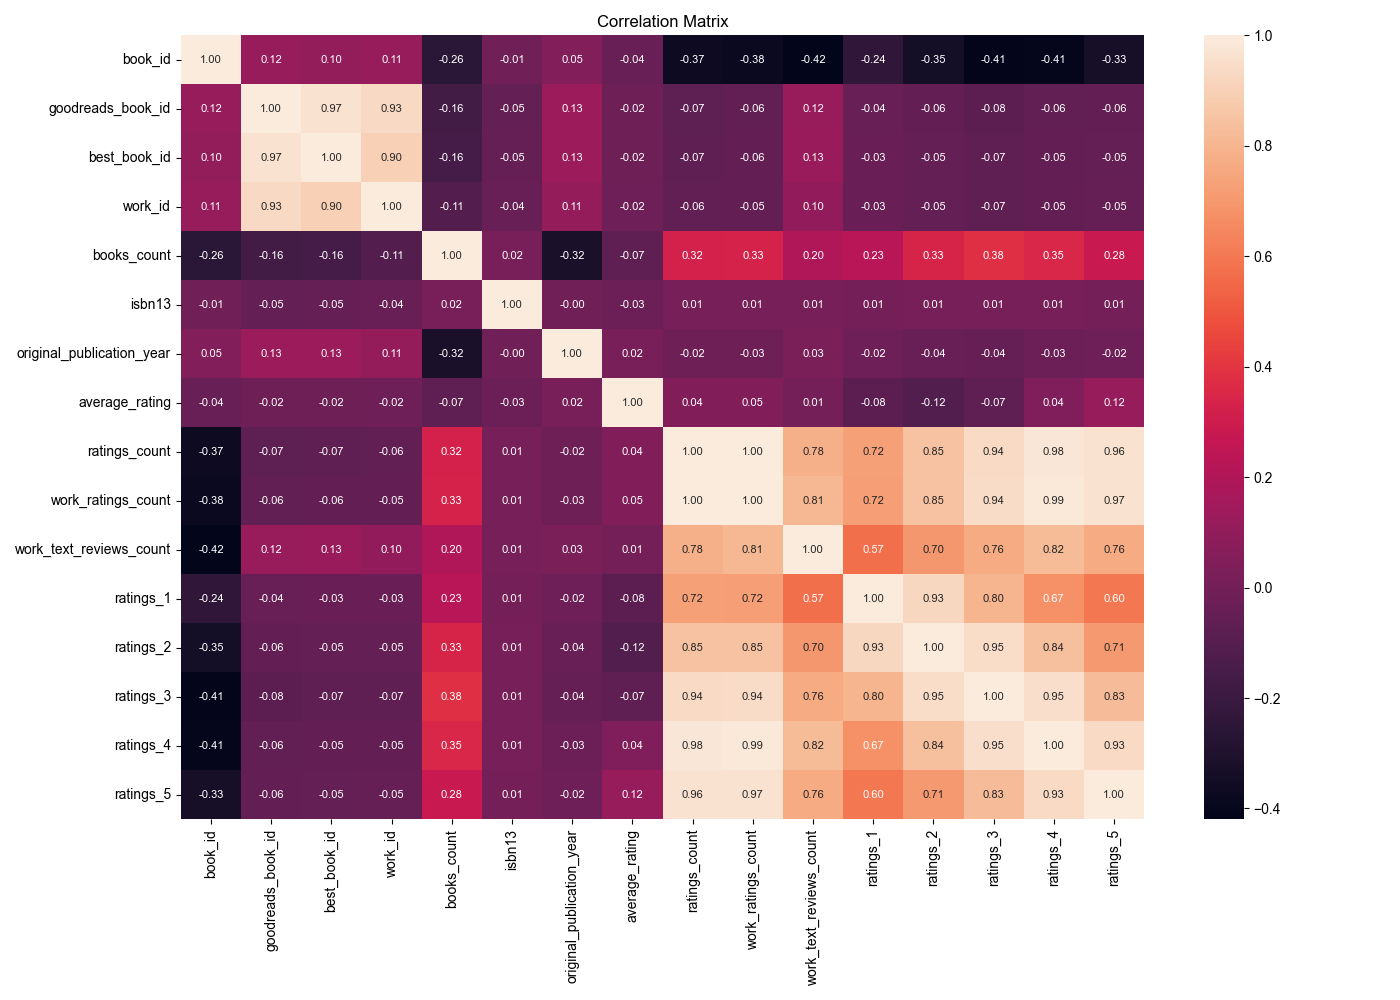 Correlation Matrix
book_id 1.00 0.12 0.10 0.11 -0.26 -0.01 0.05 -0.04 -0.37 -0.38 -0.42 -0.24 -0.35 -0.41 -0.41 -0.33
goodreads_book_id 0.12 1.00 0.97 0.93 -0.16 -0.05 0.13 -0.02 -0.07 -0.06 0.12 -0.04 -0.06 -0.08 -0.06 -0.06
best_book_id 0.10 0.97 1.00 0.90 -0.16 -0.05 0.13 -0.02 -0.07 -0.06 0.13 -0.03 -0.05 -0.07 -0.05 -0.05
work_id 0.11 0.93 0.90 1.00 -0.11 -0.04 0.11 -0.02 -0.06 -0.05 0.10 -0.03 -0.05 -0.07 -0.05 -0.05
books_count -0.26 -0.16 -0.16 -0.11 1.00 0.02 -0.32 -0.07 0.32 0.33 0.20 0.23 0.33 0.38 0.35 0.28
isbn13 -0.01 -0.05 -0.05 -0.04 0.02 1.00 -0.00 -0.03 0.01 0.01 0.01 0.01 0.01 0.01 0.01 0.01
original_publication_year 0.05 0.13 0.13 0.11 -0.32 -0.00 1.00 0.02 -0.02 -0.03 0.03 -0.02 -0.04 -0.04 -0.03 -0.02
average_rating -0.04 -0.02 -0.02 -0.02 -0.07 -0.03 0.02 1.00 0.04 0.05 0.01 -0.08 -0.12 -0.07 0.04 0.12
ratings_count -0.37 -0.07 -0.07 -0.06 0.32 0.01 -0.02 0.04 1.00 1.00 0.78 0.72 0.85 0.94 0.98 0.96
work_ratings_count -0.38 -0.06 -0.06 -0.05 0.33 0.01 -0.03 0.05 1.00 1.00 0.81 0.72 0.85 0.94 0.99 0.97
work_text_reviews_count -0.42 0.12 0.13 0.10 0.20 0.01 0.03 0.01 0.78 0.81 1.00 0.57 0.70 0.76 0.82 0.76
ratings_1 -0.24 -0.04 -0.03 -0.03 0.23 0.01 -0.02 -0.08 0.72 0.72 0.57 1.00 0.93 0.80 0.67 0.60
ratings_2 -0.35 -0.06 -0.05 -0.05 0.33 0.01 -0.04 -0.12 0.85 0.85 0.70 0.93 1.00 0.95 0.84 0.71
ratings_3 -0.41 -0.08 -0.07 -0.07 0.38 0.01 -0.04 -0.07 0.94 0.94 0.76 0.80 0.95 1.00 0.95 0.83
ratings_4 -0.41 -0.06 -0.05 -0.05 0.35 0.01 -0.03 0.04 0.98 0.99 0.82 0.67 0.84 0.95 1.00 0.93
ratings_5 -0.33 -0.06 -0.05 -0.05 0.28 0.01 -0.02 0.12 0.96 0.97 0.76 0.60 0.71 0.83 0.93 1.00
book_id
goodreads_book_id
best_book_id
work_id
books_count
isbn13
original_publication_year
average_rating
ratings_count
work_ratings_count
work_text_reviews_count
ratings_1
ratings_2
ratings_3
ratings_4
ratings_5
1.0
0.8
0.6
0.4
0.2
0.0
−0.2
−0.4